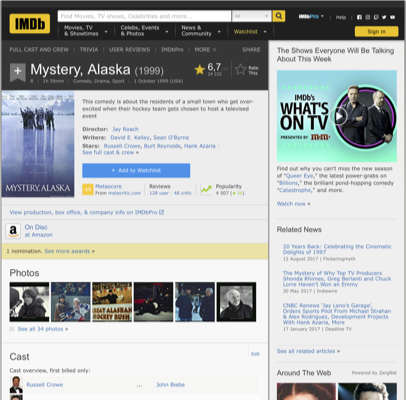 IMDb
Find Movies, TV shows, Celebrities and more...
All
IMDbPro
Help
Movies, TV
& Showtimes
Celebs, Events
& Photos
News &
Community
Watchlist
Sign in
FULL CAST AND CREW | TRIVIA | USER REVIEWS | IMDbPro | MORE
SHARE
Mystery, Alaska (1999)
6,7
Rate
This
R | 1h 59min | Comedy, Drama, Sport | 1 October 1999 (USA)
This comedy is about the residents of a small town who get over-
excited when their hockey team gets chosen to host a televised
event
Director: Jay Roach
Writers: David E. Kelley, Sean O'Byrne
Stars: Russell Crowe, Burt Reynolds, Hank Azaria
See full cast & crew »
+ Add to Watchlist
MYSTERY, ALASKA
Metascore
From metacritic.com
Reviews
128 user | 48 critic
Popularity
4 507
View production, box office, & company info on IMDbPro
On Disc
at Amazon
1 nomination. See more awards »
Photos
See all 34 photos »
Cast
Edit
Cast overview, first billed only:
Russell Crowe ... John Biebe
The Shows Everyone Will Be Talking
About This Week
IMDb's
WHAT'S
ON TV
PRESENTED BY M&M's
Find out why you can't miss the new season
of "Queer Eye," the latest power-grabs on
"Billions," the brilliant pond-hopping comedy
"Catastrophe," and more.
Watch now »
Related News
20 Years Back: Celebrating the Cinematic
Delights of 1997
12 August 2017 | Flickeringmyth
The Mystery of Why Top TV Producers
Shonda Rhimes, Greg Berlanti and Chuck
Lorre Haven't Won an Emmy
30 May 2017 | Indiewire
CNBC Renews 'Jay Leno's Garage',
Orders Sports Pilot From Michael Strahan
& Alex Rodriguez, Development Projects
With Hank Azaria, More
17 January 2017 | Deadline TV
See all related articles »
Around The Web
Powered by ZergNet